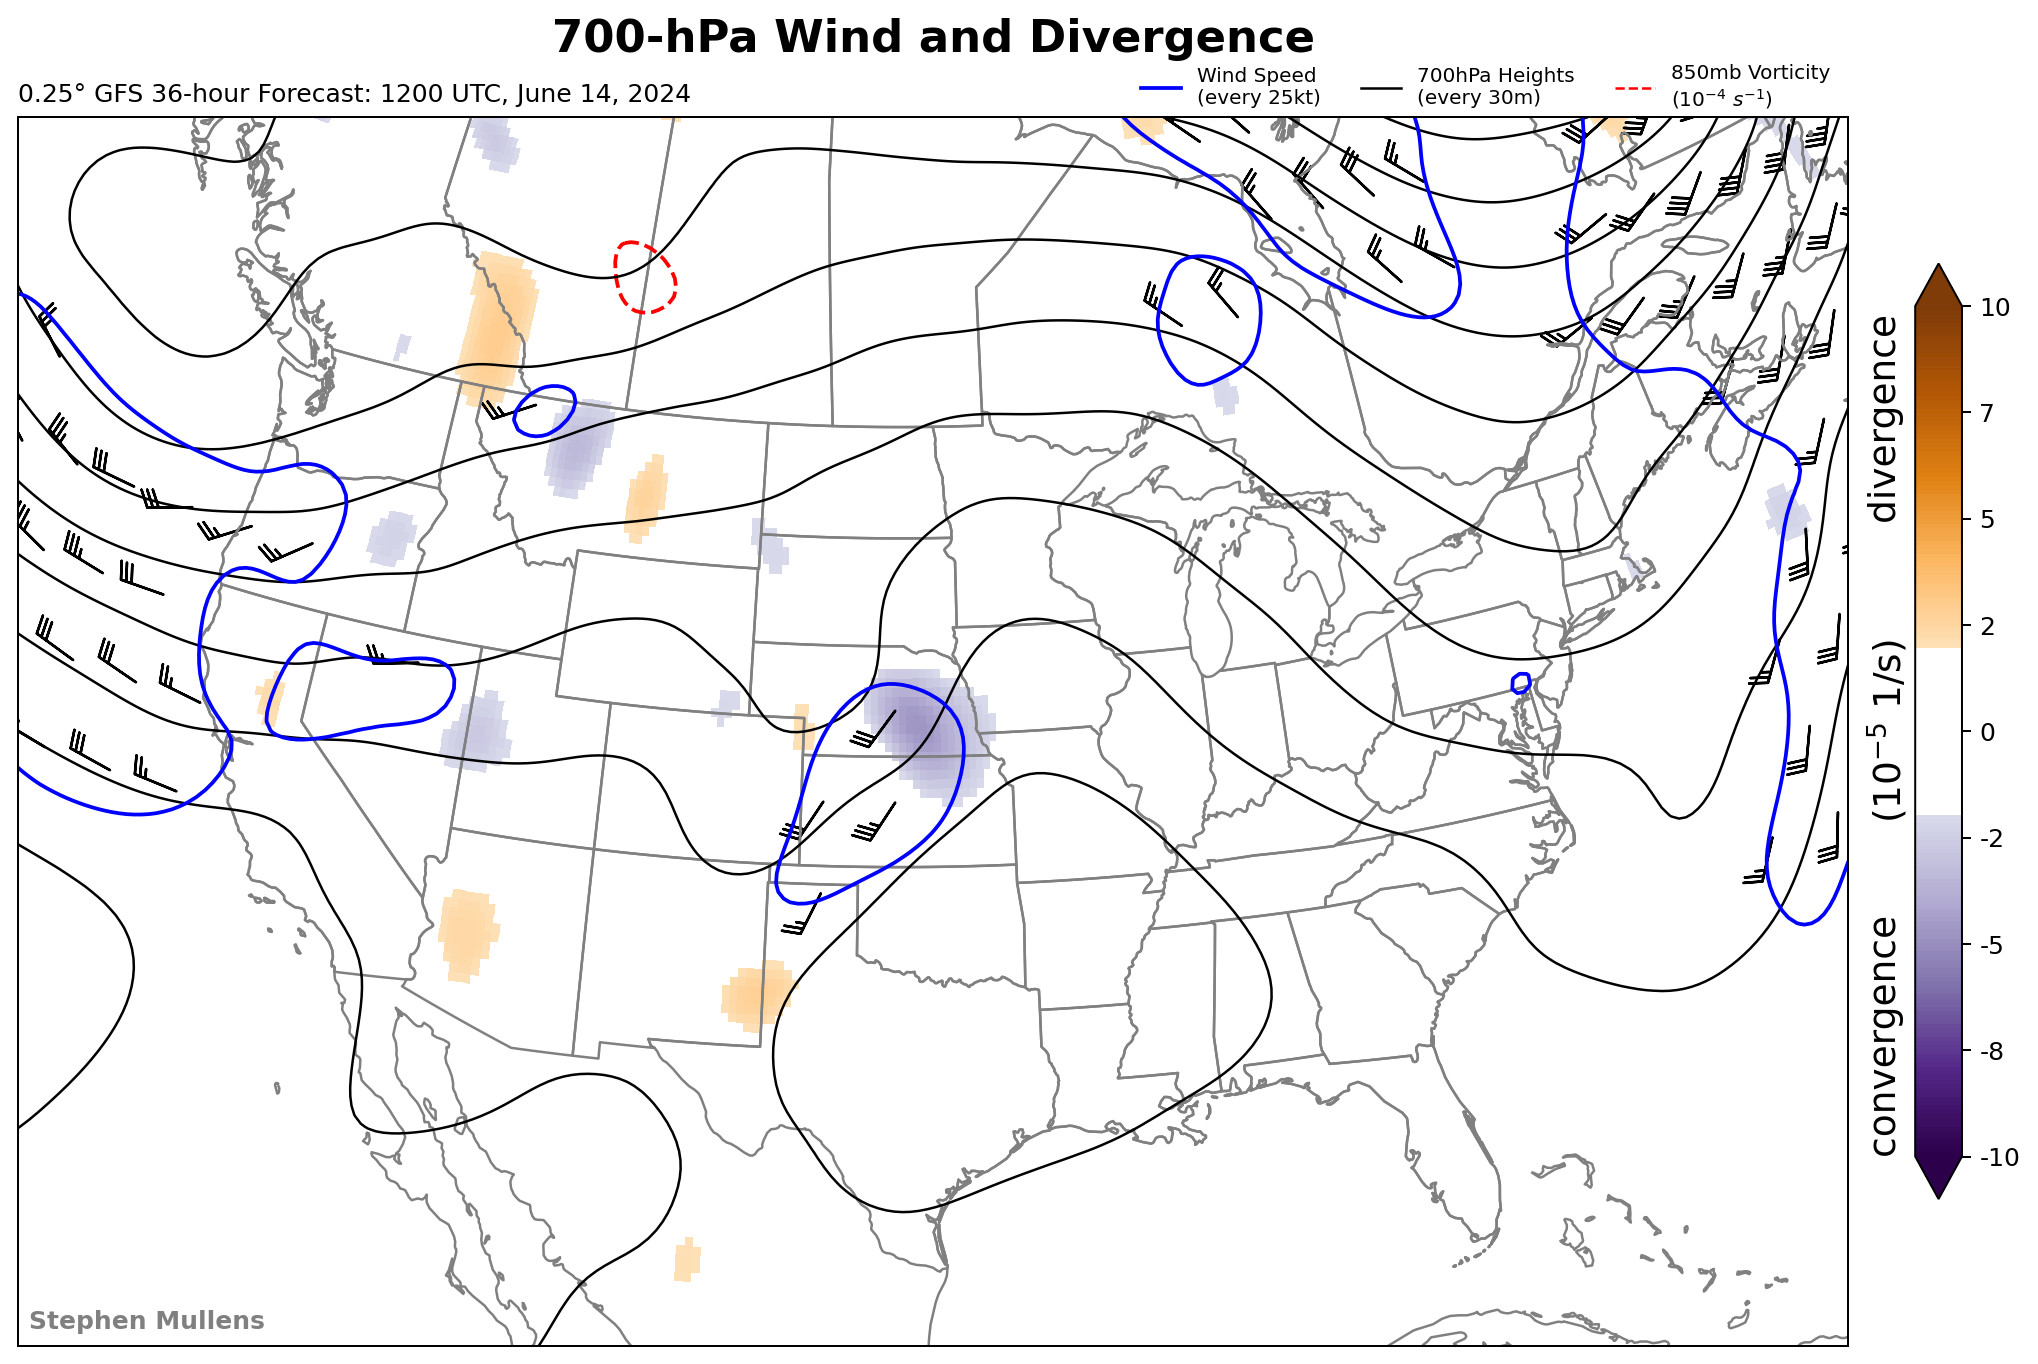 700-hPa Wind and Divergence
0.25° GFS 36-hour Forecast: 1200 UTC, June 14, 2024
Wind Speed
(every 25kt)
700hPa Heights
(every 30m)
850mb Vorticity
(10⁻⁴ s⁻¹)
10
7
5
2
0
-2
-5
-8
-10
convergence (10⁻⁵ 1/s) divergence
Stephen Mullens